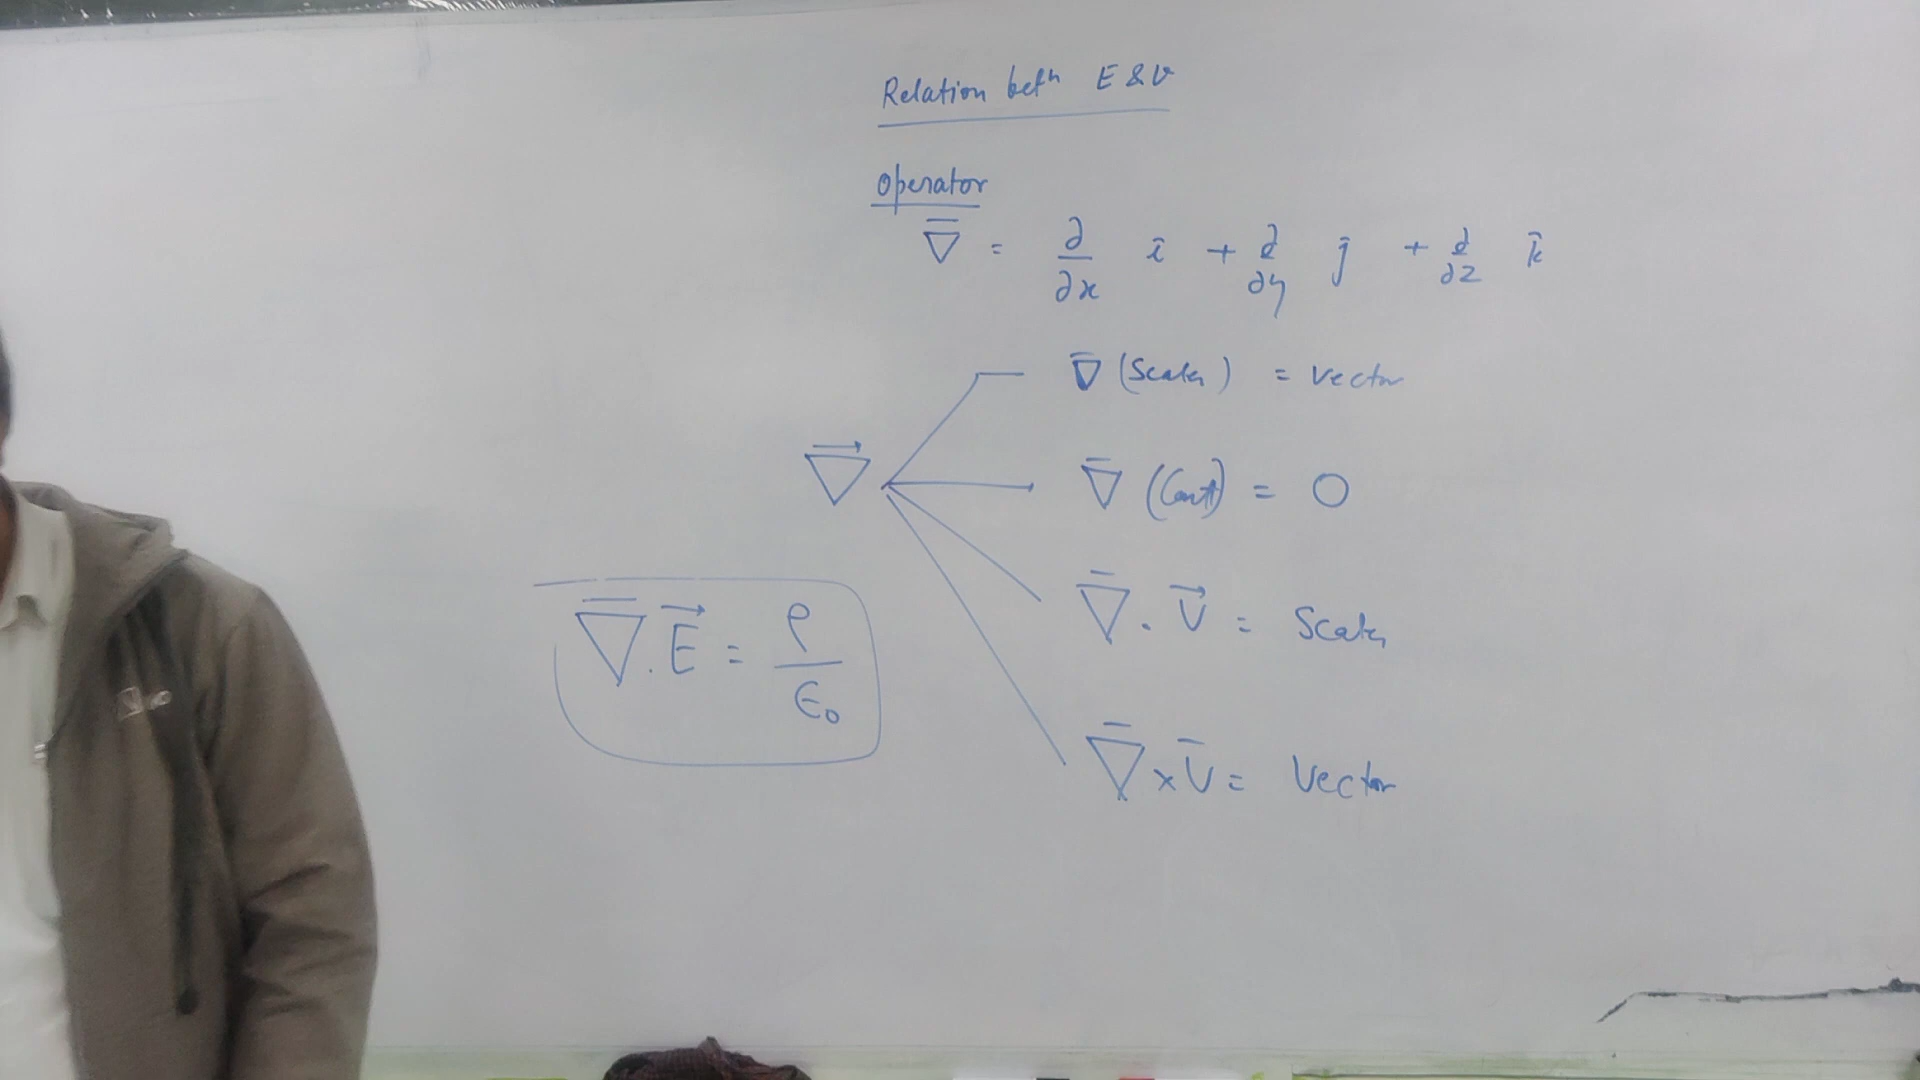 Relation betn E & V
Operator
∇̄ = ∂/∂x î + ∂/∂y ĵ + ∂/∂z k̂
∇̄ (Scalar) = vector
∇⃗
∇̄ (Const) = 0
∇̄ . V⃗ = Scalar
∇̄ . E⃗ = ρ/ϵ₀
∇̄ × V̄ = Vector